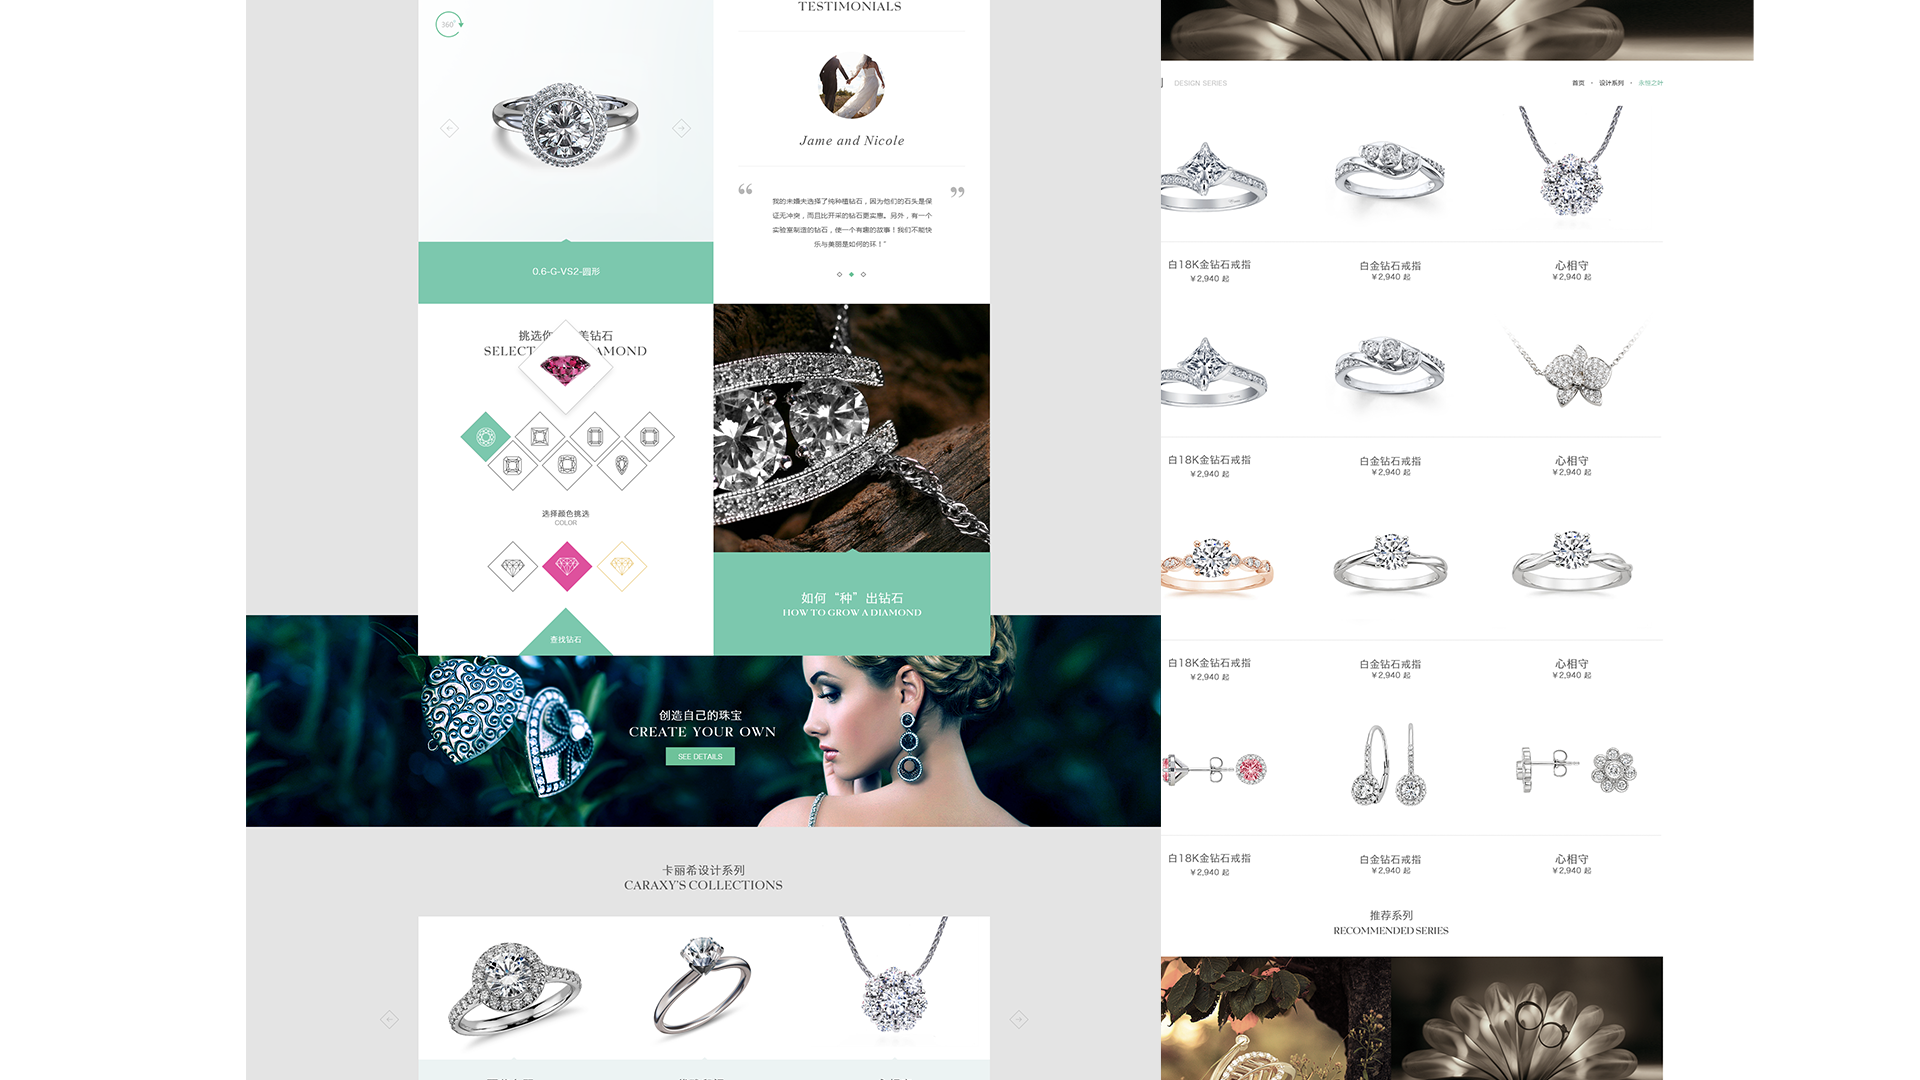 360°
TESTIMONIALS
Jame and Nicole
“
”
我的未婚夫选择了纯种植钻石，因为他们的石头是保
证无冲突，而且比开采的钻石更实惠。另外，有一个
实验室制造的钻石，使一个有趣的故事！我们不能快
乐与美丽是如何的环！”
0.6-G-VS2-圆形
挑选你
美钻石
SELECT
AMOND
选择颜色挑选
COLOR
查找钻石
如何“种”出钻石
HOW TO GROW A DIAMOND
创造自己的珠宝
CREATE YOUR OWN
SEE DETAILS
卡丽希设计系列
CARAXY'S COLLECTIONS
DESIGN SERIES
首页 • 设计系列 • 永恒之叶
白18K金钻石戒指
¥2,940 起
白金钻石戒指
¥2,940 起
心相守
¥2,940 起
白18K金钻石戒指
¥2,940 起
白金钻石戒指
¥2,940 起
心相守
¥2,940 起
白18K金钻石戒指
¥2,940 起
白金钻石戒指
¥2,940 起
心相守
¥2,940 起
白18K金钻石戒指
¥2,940 起
白金钻石戒指
¥2,940 起
心相守
¥2,940 起
推荐系列
RECOMMENDED SERIES